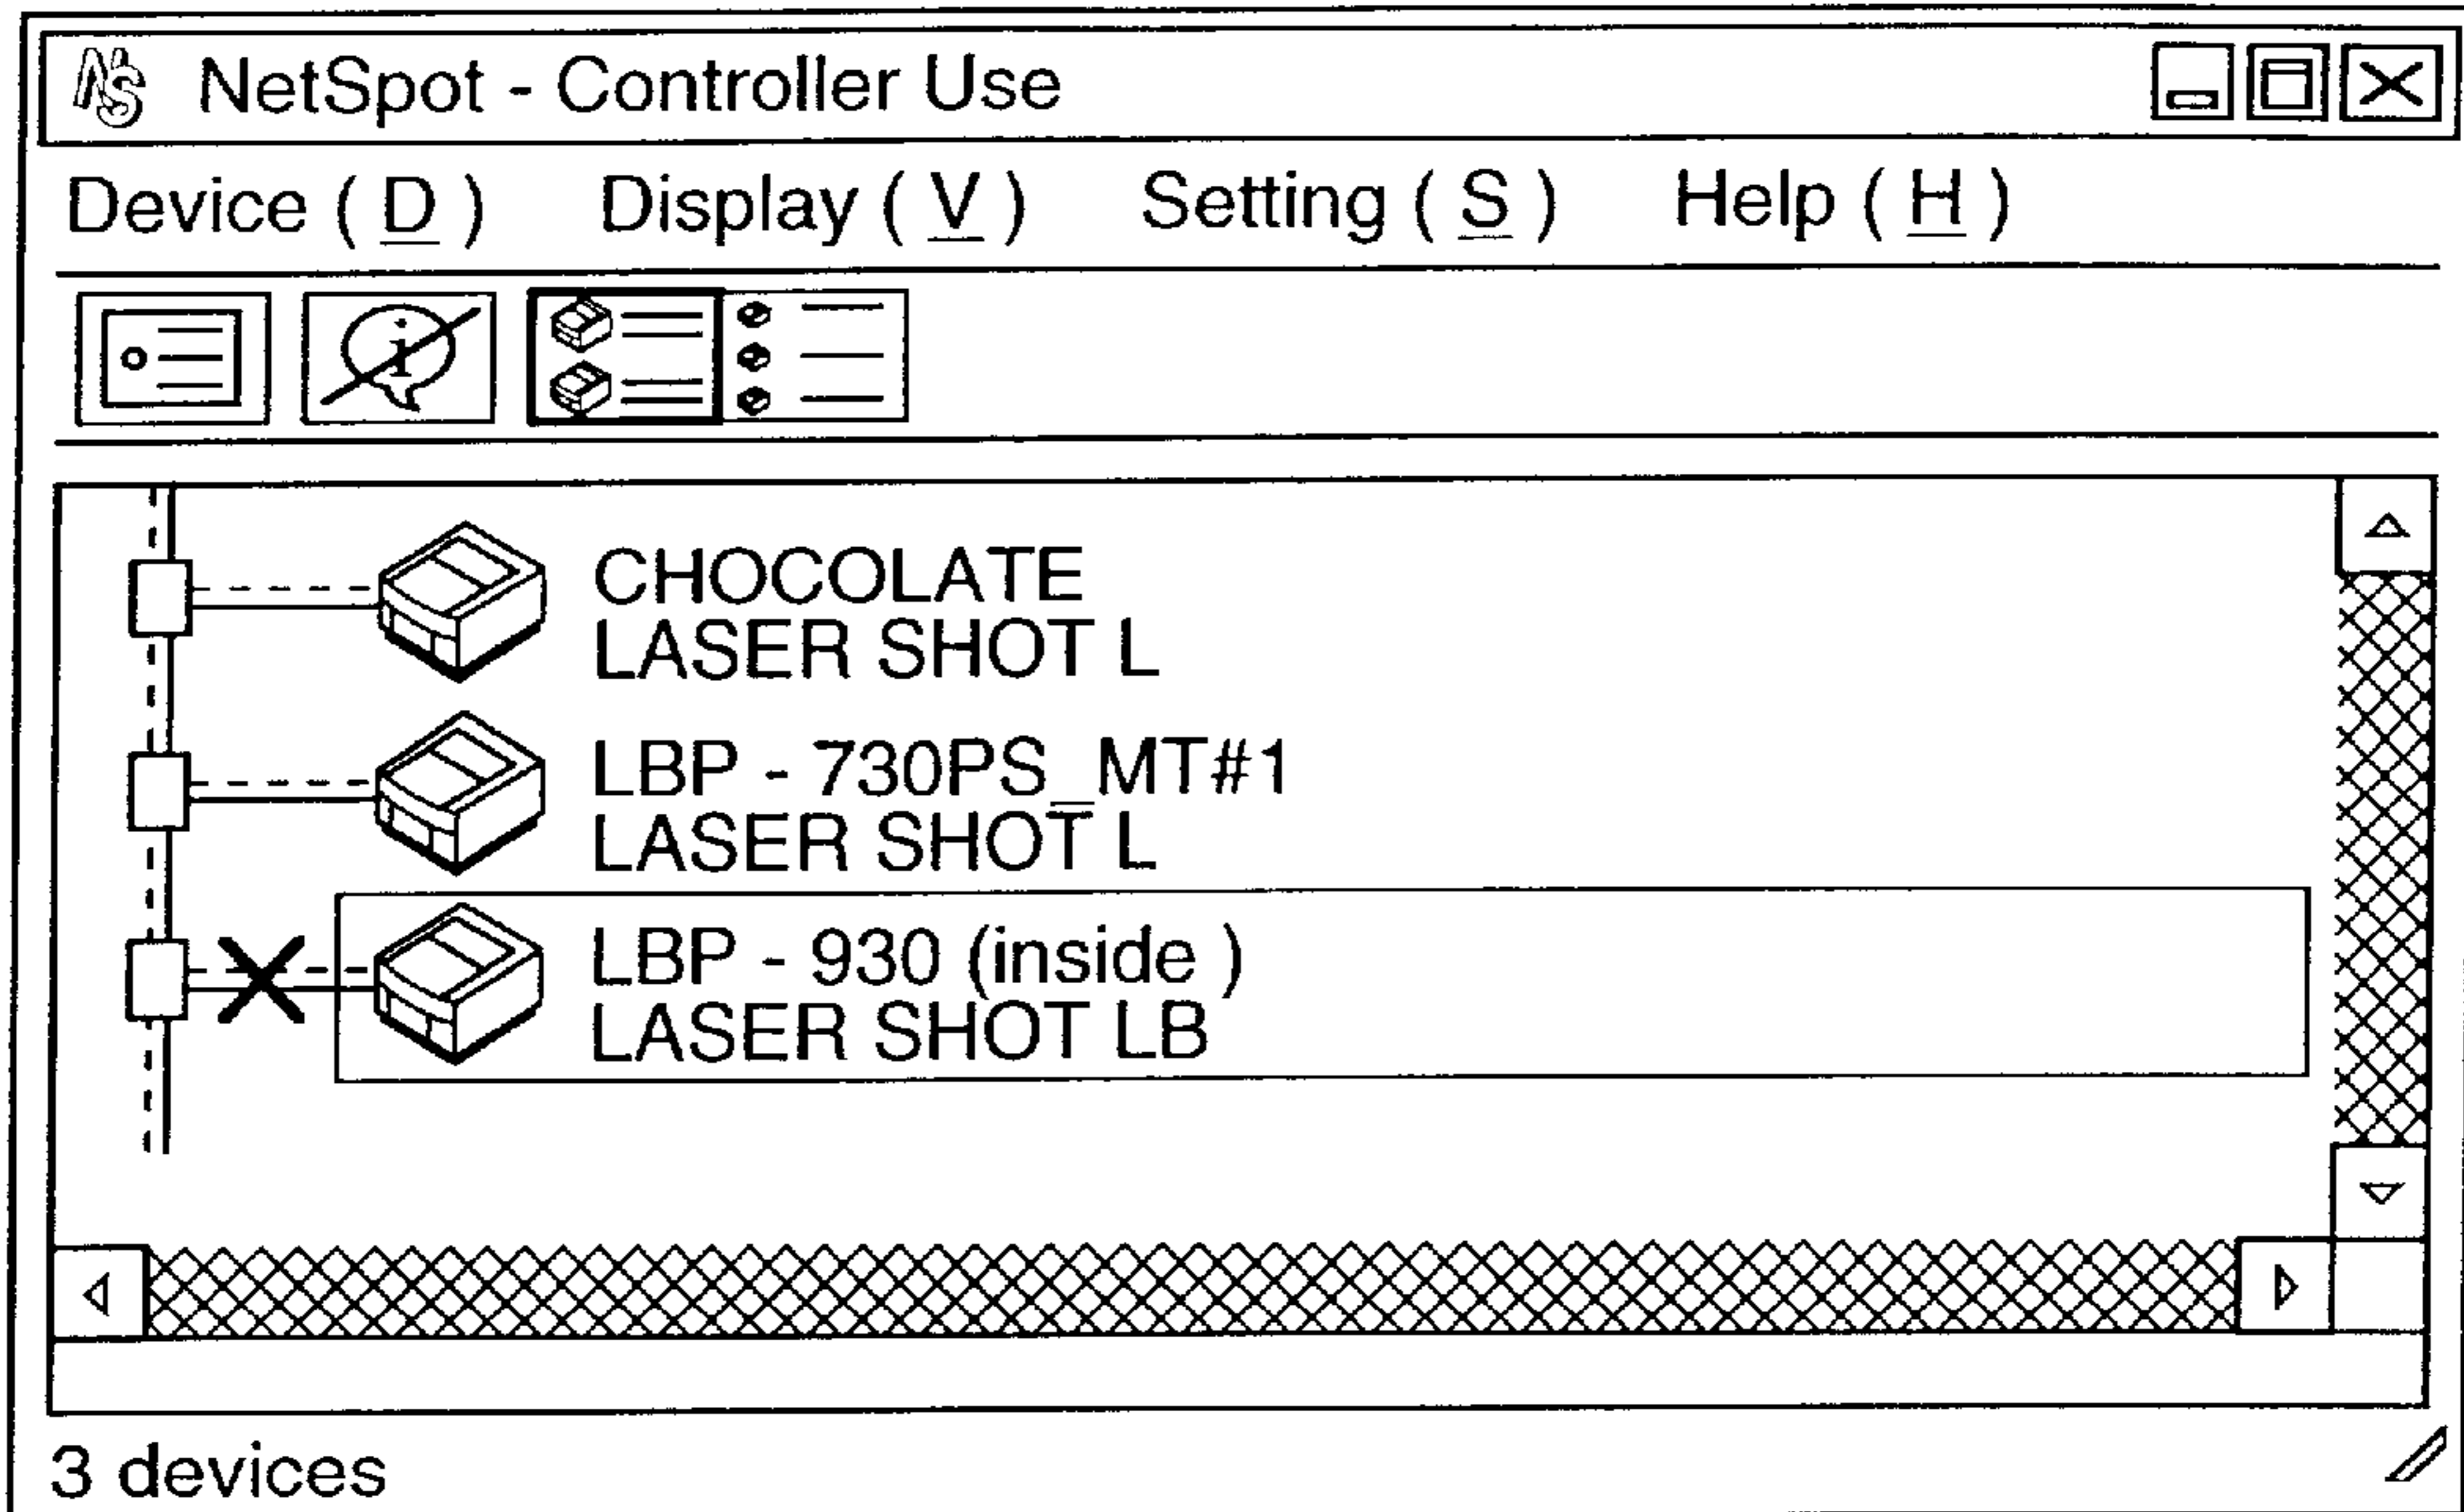 NS NetSpot - Controller Use
Device ( D ) Display ( V ) Setting ( S ) Help ( H )
i
CHOCOLATE
LASER SHOT L
LBP - 730PS_MT#1
LASER SHOT L
LBP - 930 (inside )
LASER SHOT LB
3 devices